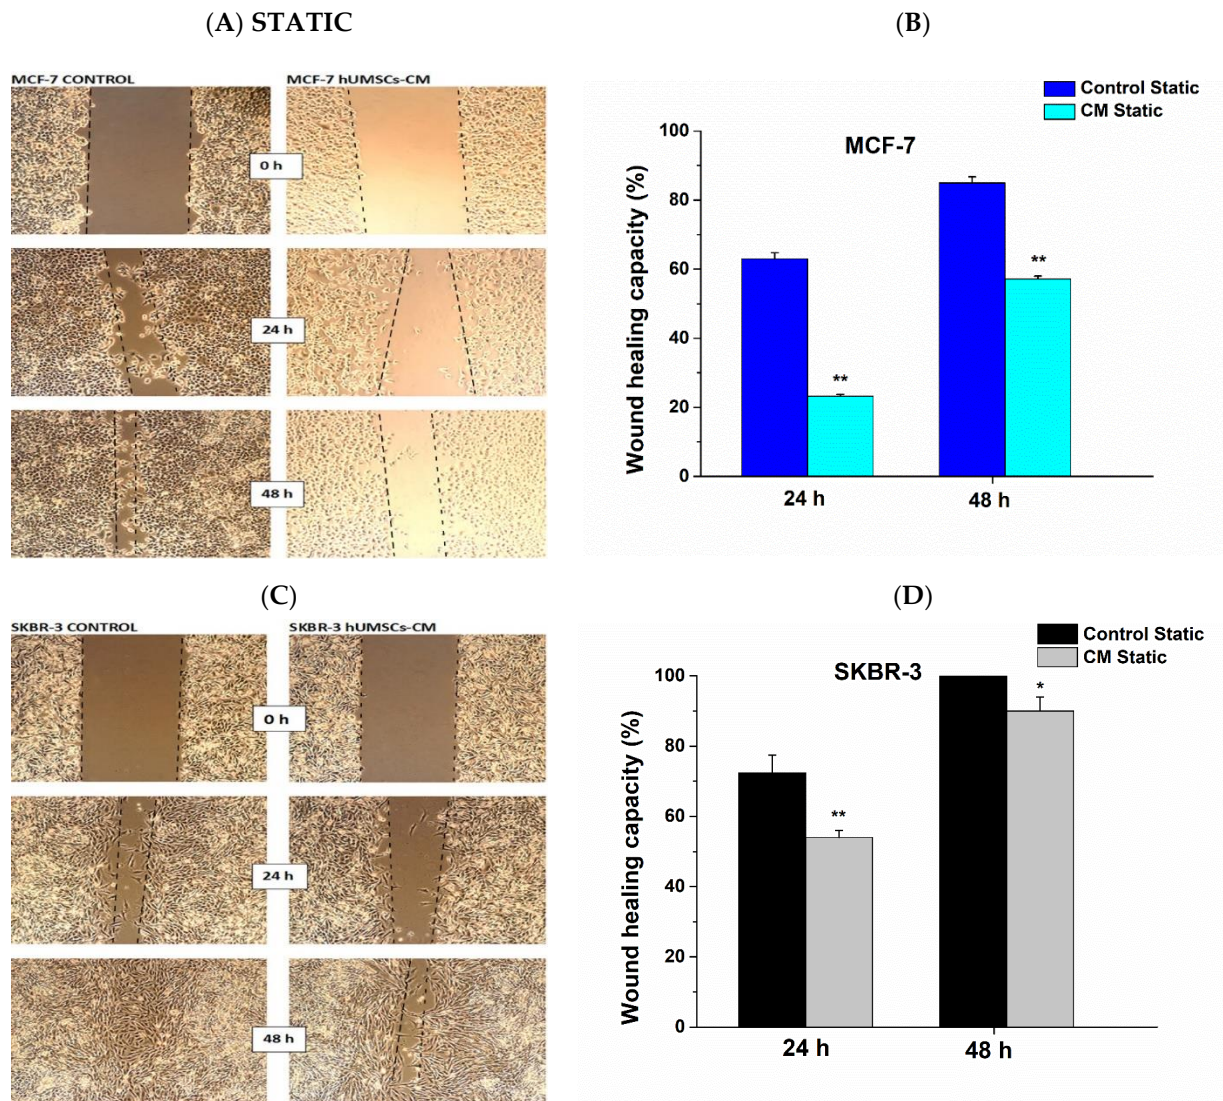 (A) STATIC
(B)
MCF-7 CONTROL
MCF-7 hUMSCs-CM
0 h
24 h
48 h
Control Static
CM Static
MCF-7
Wound healing capacity (%)
100
80
60
40
20
0
**
**
24 h
48 h
(C)
(D)
SKBR-3 CONTROL
SKBR-3 hUMSCs-CM
0 h
24 h
48 h
Control Static
CM Static
SKBR-3
Wound healing capacity (%)
100
80
60
40
20
0
**
*
24 h
48 h